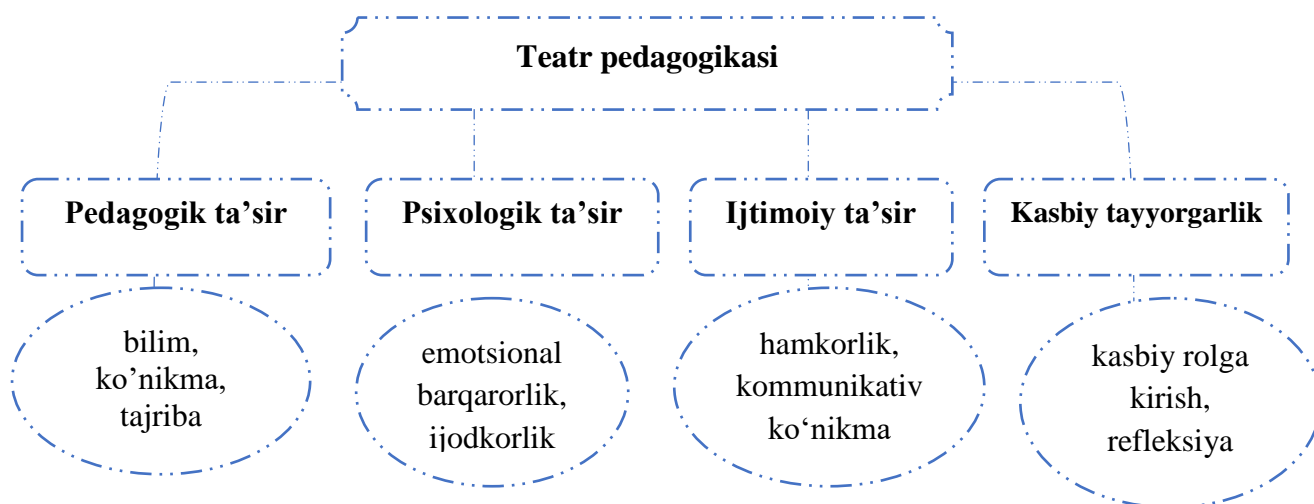 Teatr pedagogikasi
Pedagogik ta’sir
Psixologik ta’sir
Ijtimoiy ta’sir
Kasbiy tayyorgarlik
bilim,
ko’nikma,
tajriba
emotsional
barqarorlik,
ijodkorlik
hamkorlik,
kommunikativ
ko‘nikma
kasbiy rolga
kirish,
refleksiya